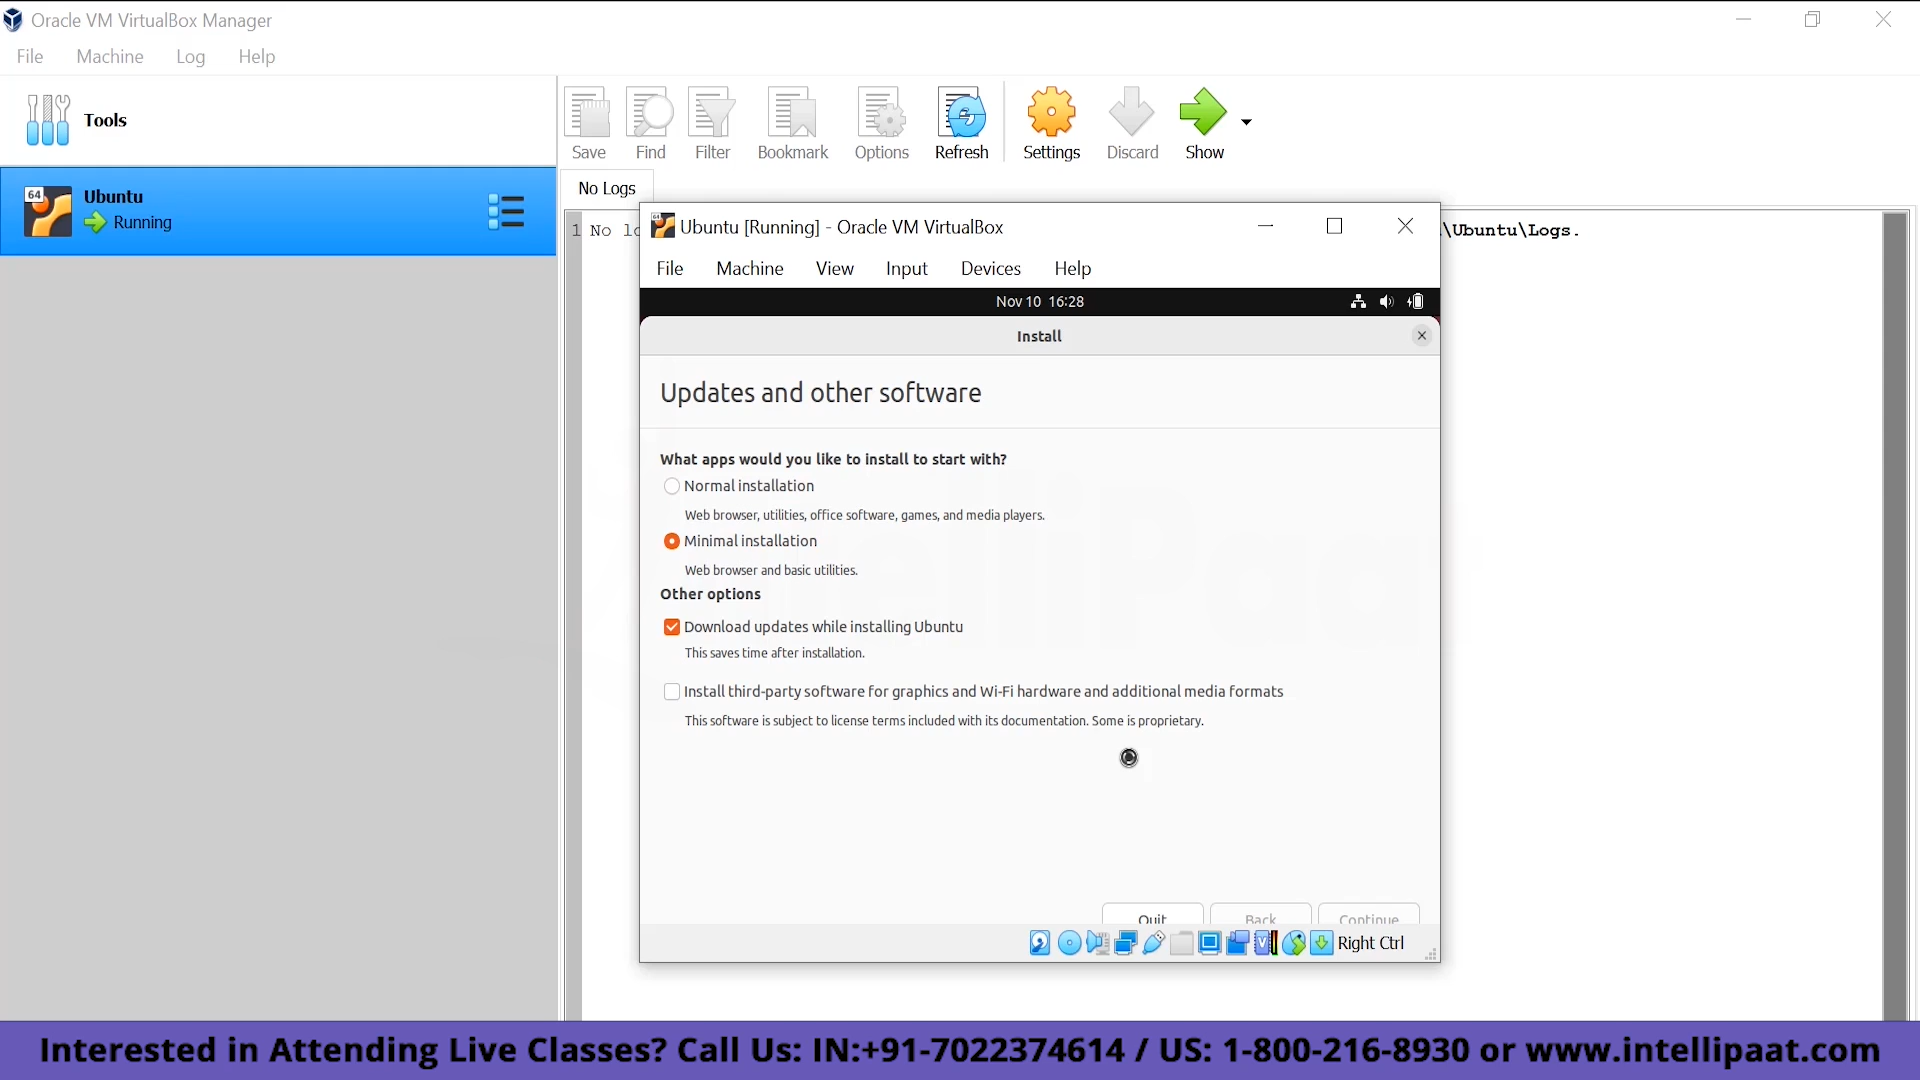 Oracle VM VirtualBox Manager
File Machine Log Help
Tools
Save Find Filter Bookmark Options Refresh Settings Discard Show
64 Ubuntu
Running
No Logs
1 No lo
\Ubuntu\Logs.
Ubuntu [Running] - Oracle VM VirtualBox
File Machine View Input Devices Help
Nov 10 16:28
Install
Updates and other software
What apps would you like to install to start with?
Normal installation
Web browser, utilities, office software, games, and media players.
Minimal installation
Web browser and basic utilities.
Other options
Download updates while installing Ubuntu
This saves time after installation.
Install third-party software for graphics and Wi-Fi hardware and additional media formats
This software is subject to license terms included with its documentation. Some is proprietary.
Quit Back Continue
Right Ctrl
Interested in Attending Live Classes? Call Us: IN:+91-7022374614 / US: 1-800-216-8930 or www.intellipaat.com